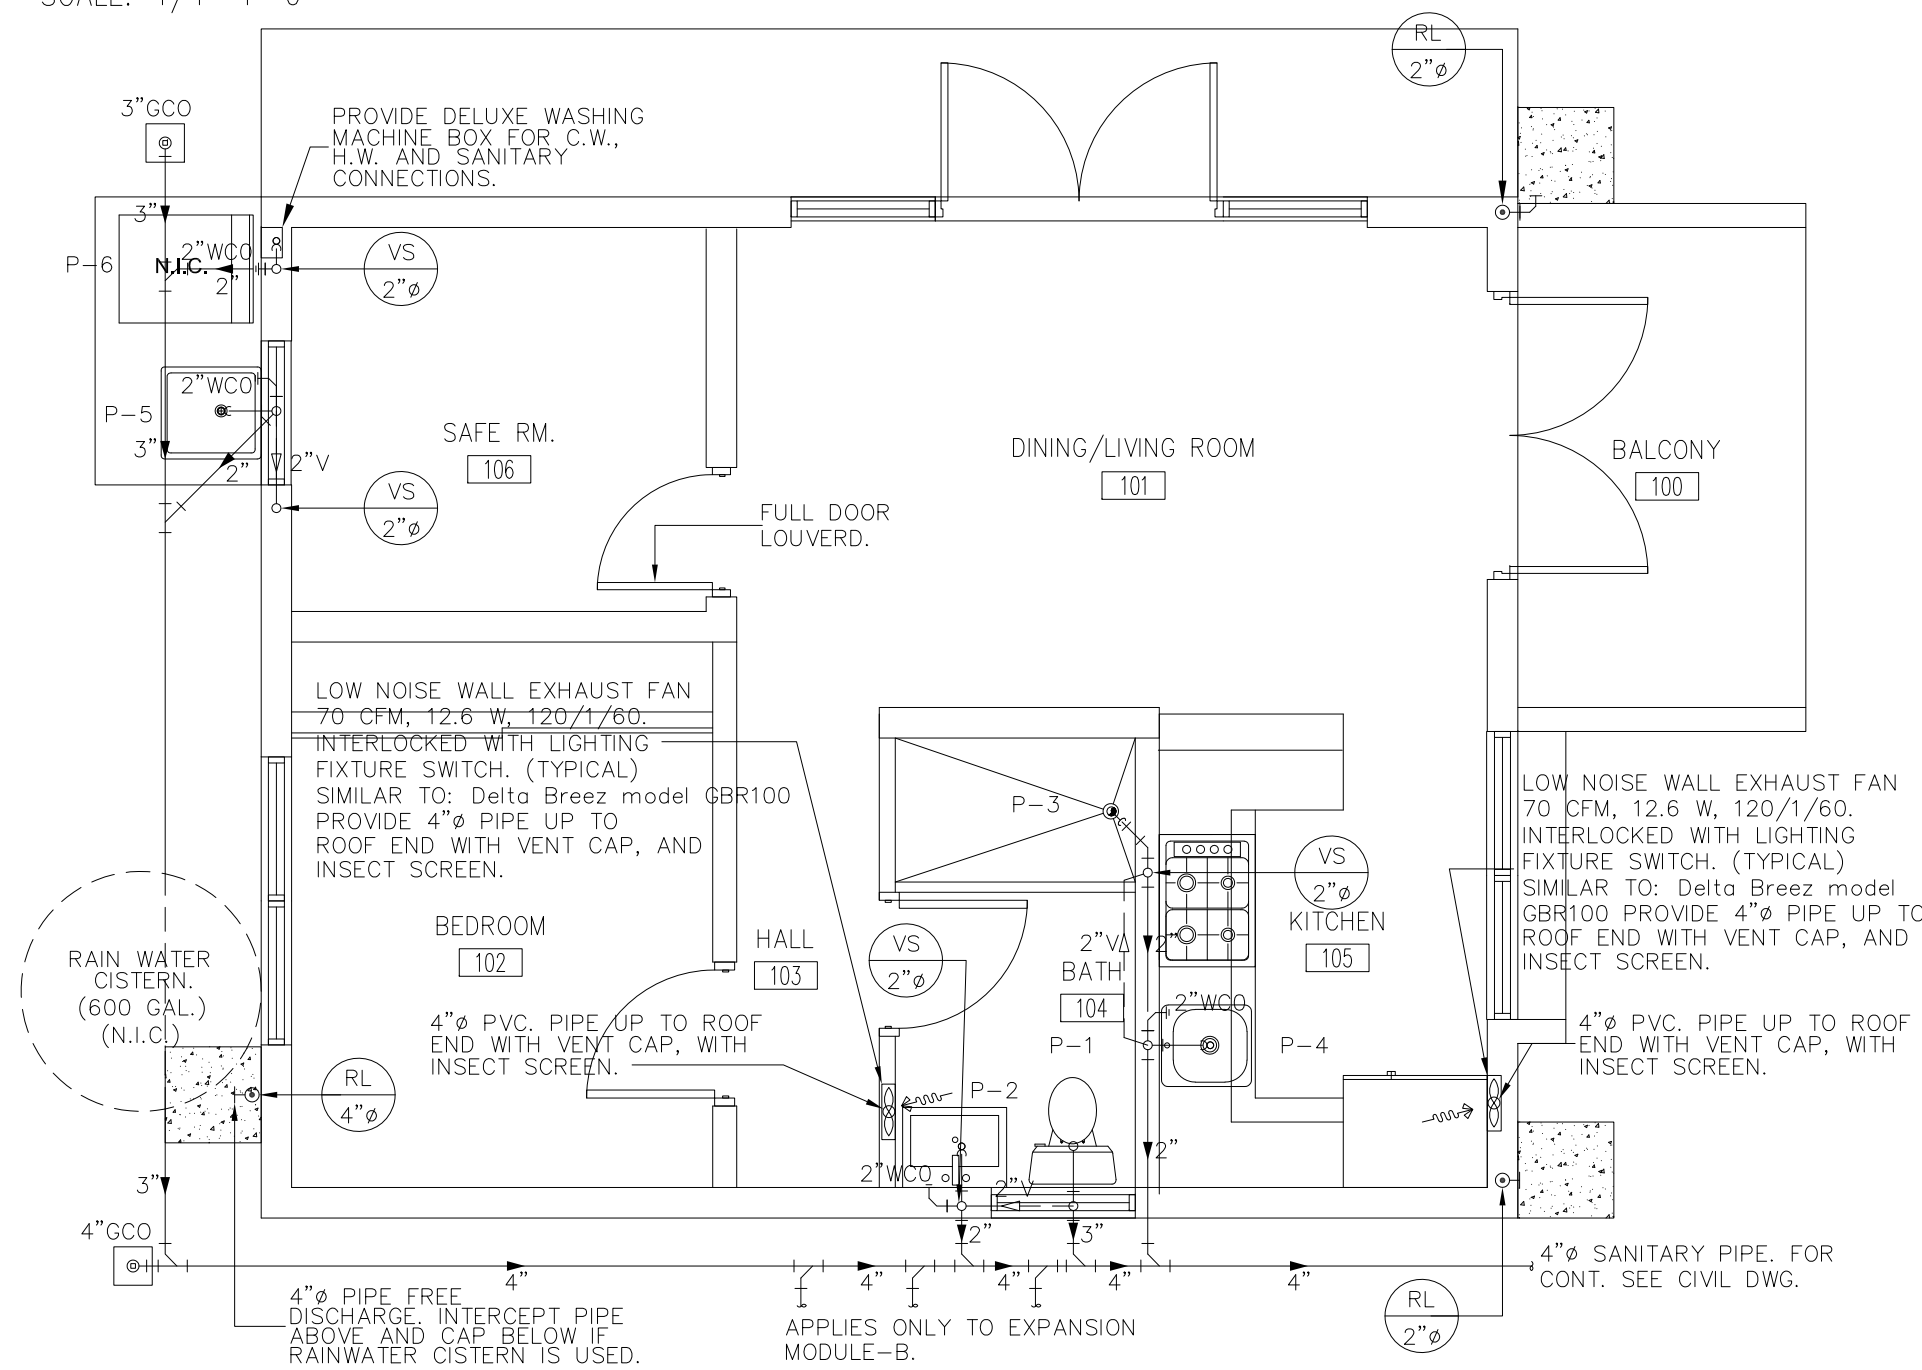 RL
2"ø
3"GCO
PROVIDE DELUXE WASHING
MACHINE BOX FOR C.W.,
H.W. AND SANITARY
CONNECTIONS.
3"
2"WCO
P-6
N.I.C.
2"
VS
2"ø
2"WCO
P-5
3"
2"
2"V
SAFE RM.
106
VS
2"ø
DINING/LIVING ROOM
101
BALCONY
100
FULL DOOR
LOUVERD.
LOW NOISE WALL EXHAUST FAN
70 CFM, 12.6 W, 120/1/60.
INTERLOCKED WITH LIGHTING
FIXTURE SWITCH. (TYPICAL)
SIMILAR TO: Delta Breez model GBR100
PROVIDE 4"ø PIPE UP TO
ROOF END WITH VENT CAP, AND
INSECT SCREEN.
P-3
VS
2"ø
LOW NOISE WALL EXHAUST FAN
70 CFM, 12.6 W, 120/1/60.
INTERLOCKED WITH LIGHTING
FIXTURE SWITCH. (TYPICAL)
SIMILAR TO: Delta Breez model
GBR100 PROVIDE 4"ø PIPE UP TO
ROOF END WITH VENT CAP, AND
INSECT SCREEN.
BEDROOM
102
HALL
103
VS
2"ø
2"V
2"
BATH
104
KITCHEN
105
RAIN WATER
CISTERN.
(600 GAL.)
(N.I.C.)
4"ø PVC. PIPE UP TO ROOF
END WITH VENT CAP, WITH
INSECT SCREEN.
2"WCO
P-1
P-4
4"ø PVC. PIPE UP TO ROOF
END WITH VENT CAP, WITH
INSECT SCREEN.
RL
4"ø
P-2
2"
3"
2"WCO
2"V
4"GCO
2"
3"
4"
4"
4"
4"
4"
4"ø SANITARY PIPE. FOR
CONT. SEE CIVIL DWG.
4"ø PIPE FREE
DISCHARGE. INTERCEPT PIPE
ABOVE AND CAP BELOW IF
RAINWATER CISTERN IS USED.
APPLIES ONLY TO EXPANSION
MODULE-B.
RL
2"ø